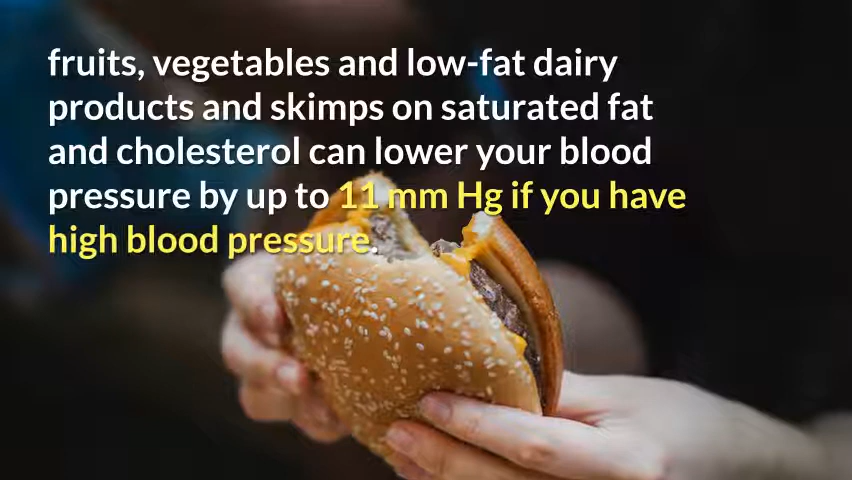 fruits, vegetables and low-fat dairy
products and skimps on saturated fat
and cholesterol can lower your blood
pressure by up to 11 mm Hg if you have
high blood pressure.